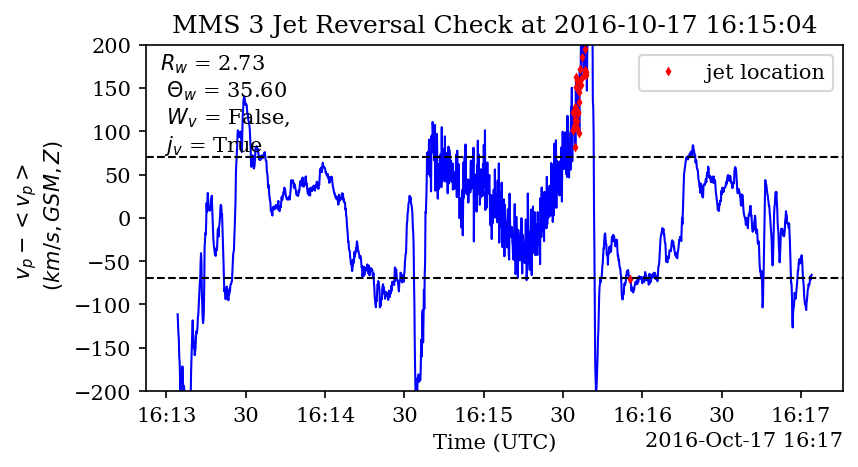 MMS 3 Jet Reversal Check at 2016-10-17 16:15:04
R_w = 2.73
Θ_w = 35.60
W_v = False,
j_v = True
jet location
v_p − <v_p>
(km/s, GSM, Z)
200
150
100
50
0
−50
−100
−150
−200
16:13 30 16:14 30 16:15 30 16:16 30 16:17
Time (UTC)
2016-Oct-17 16:17